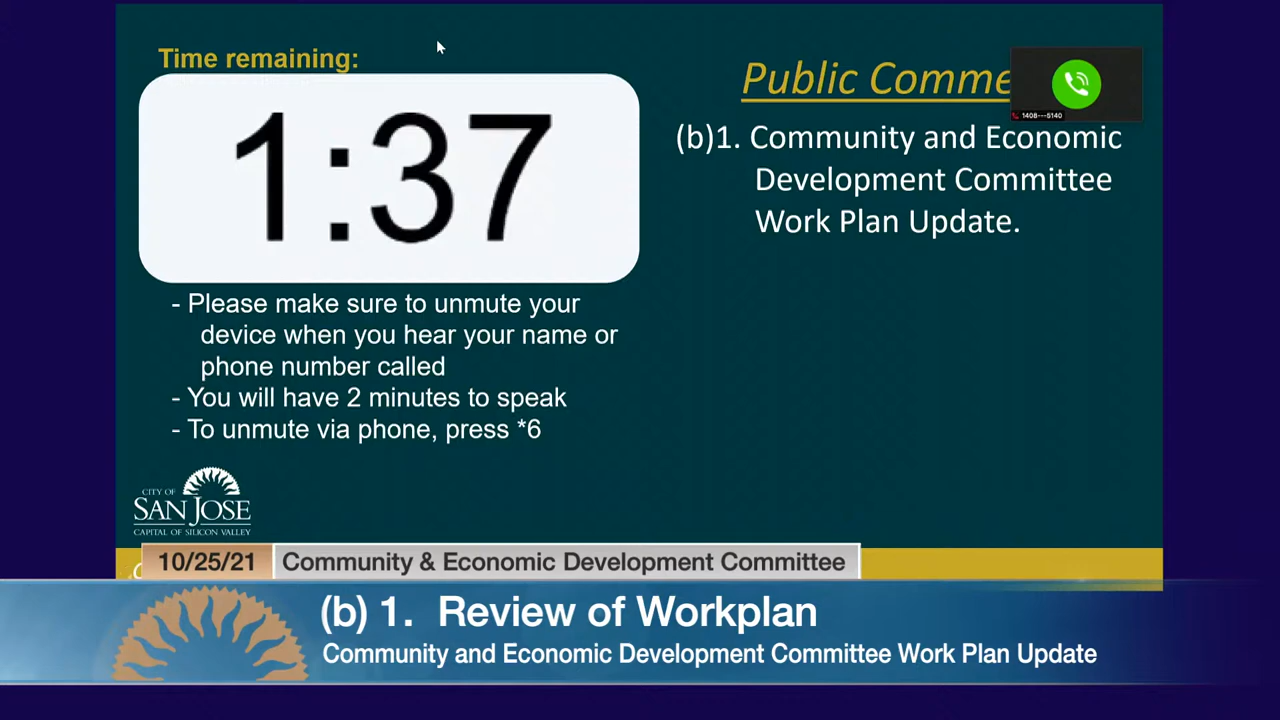 Time remaining:
1:37
- Please make sure to unmute your
device when you hear your name or
phone number called
- You will have 2 minutes to speak
- To unmute via phone, press *6
Public Comme
1408---5140
(b)1. Community and Economic
Development Committee
Work Plan Update.
CITY OF
SAN JOSE
CAPITAL OF SILICON VALLEY
10/25/21
Community & Economic Development Committee
(b) 1. Review of Workplan
Community and Economic Development Committee Work Plan Update